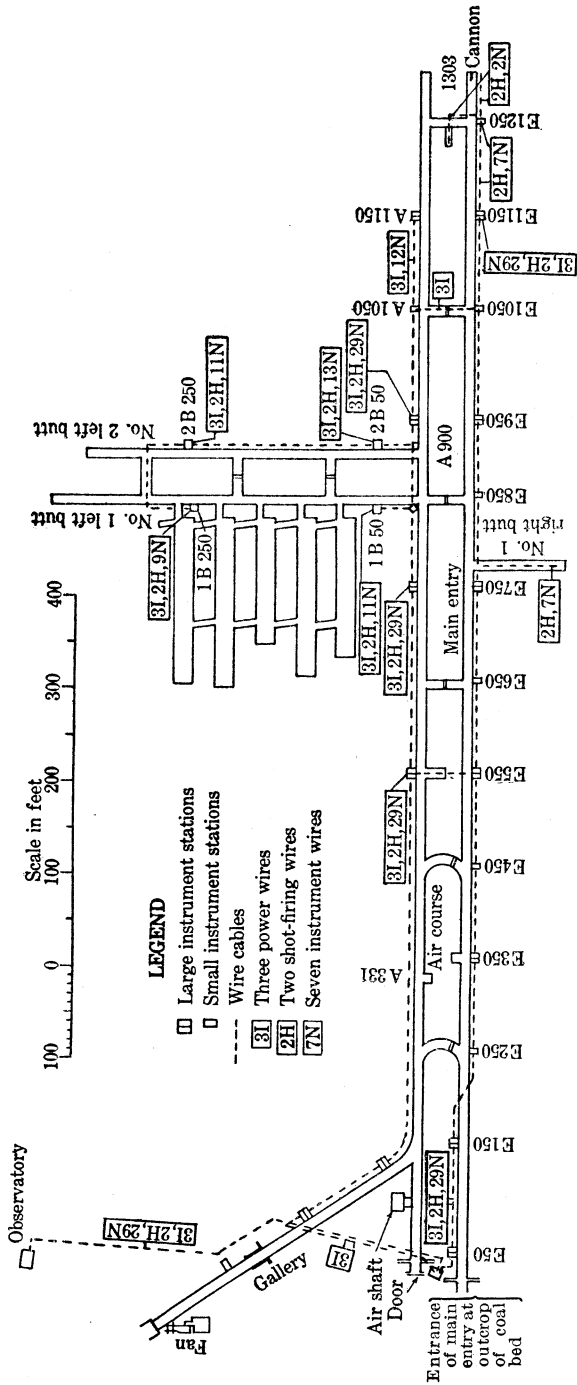 Observatory
3I,2H,29N
Fan
Gallery
3I
Air shaft
Door
3I,2H,29N
Entrance
of main
entry at
outcrop
of coal
bed
Scale in feet
100 0 100 200 300 400
LEGEND
Large instrument stations
Small instrument stations
Wire cables
3I Three power wires
2H Two shot-firing wires
7N Seven instrument wires
No. 1 left butt
No. 2 left butt
3I,2H,9N
1 B 250
2 B 250
3I,2H,11N
3I,2H,13N
3I,2H,29N
2 B 50
1 B 50
3I,2H,11N
3I,2H,29N
3I,2H,29N
A 331
Air course
Main entry
A 900
A 1050
3I,12N
A 1150
3I
1303
Cannon
2H,2N
2H,7N
3I,2H,29N
No. 1
right butt
2H,7N
E50
E150
E250
E350
E450
E550
E650
E750
E850
E950
E1050
E1150
E1250